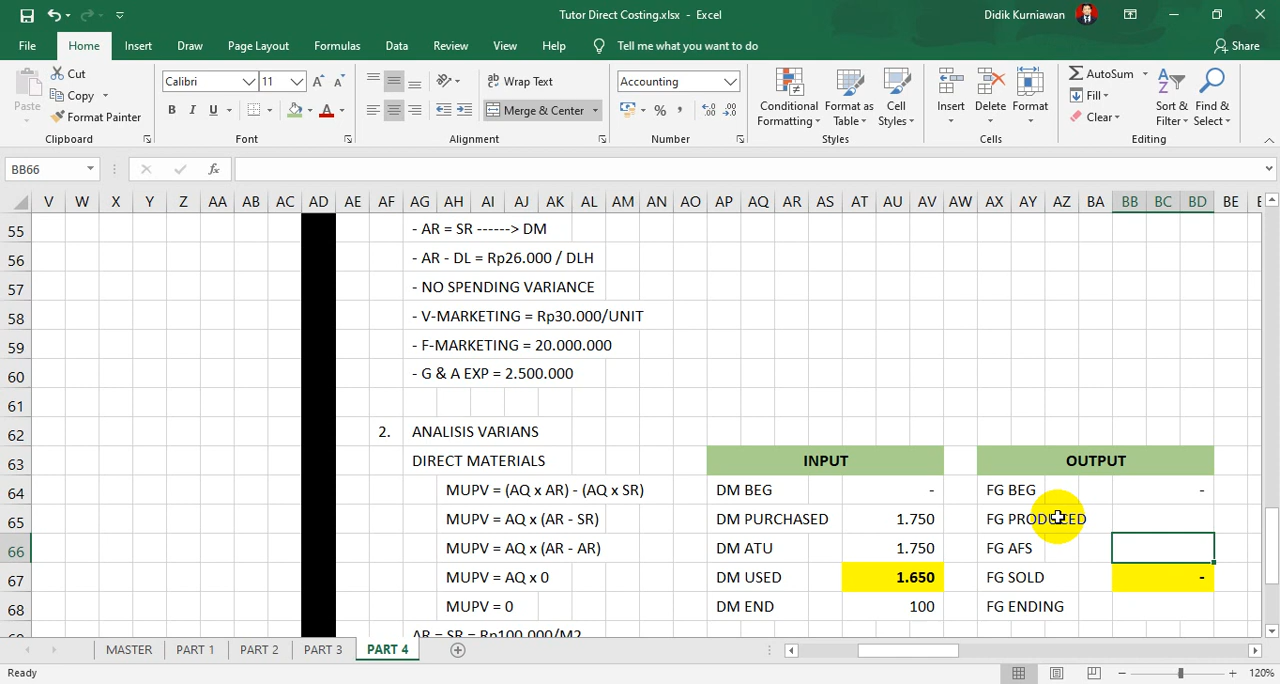 Tutor Direct Costing.xlsx - Excel
Didik Kurniawan
File Home Insert Draw Page Layout Formulas Data Review View Help Tell me what you want to do Share
Paste
Cut
Copy
Format Painter
Clipboard
Calibri 11
B I U
Font
Wrap Text
Merge & Center
Alignment
Accounting
Number
Conditional Formatting
Format as Table
Cell Styles
Styles
Insert Delete Format
Cells
AutoSum
Fill
Clear
Sort & Filter
Find & Select
Editing
BB66 fx
V W X Y Z AA AB AC AD AE AF AG AH AI AJ AK AL AM AN AO AP AQ AR AS AT AU AV AW AX AY AZ BA BB BC BD BE
55 - AR = SR ------> DM
56 - AR - DL = Rp26.000 / DLH
57 - NO SPENDING VARIANCE
58 - V-MARKETING = Rp30.000/UNIT
59 - F-MARKETING = 20.000.000
60 - G & A EXP = 2.500.000
61
62 2. ANALISIS VARIANS
63 DIRECT MATERIALS INPUT OUTPUT
64 MUPV = (AQ x AR) - (AQ x SR) DM BEG - FG BEG -
65 MUPV = AQ x (AR - SR) DM PURCHASED 1.750 FG PRODUCED
66 MUPV = AQ x (AR - AR) DM ATU 1.750 FG AFS
67 MUPV = AQ x 0 DM USED 1.650 FG SOLD -
68 MUPV = 0 DM END 100 FG ENDING
AR = SR = Rp100.000/M2
MASTER PART 1 PART 2 PART 3 PART 4
Ready 120%